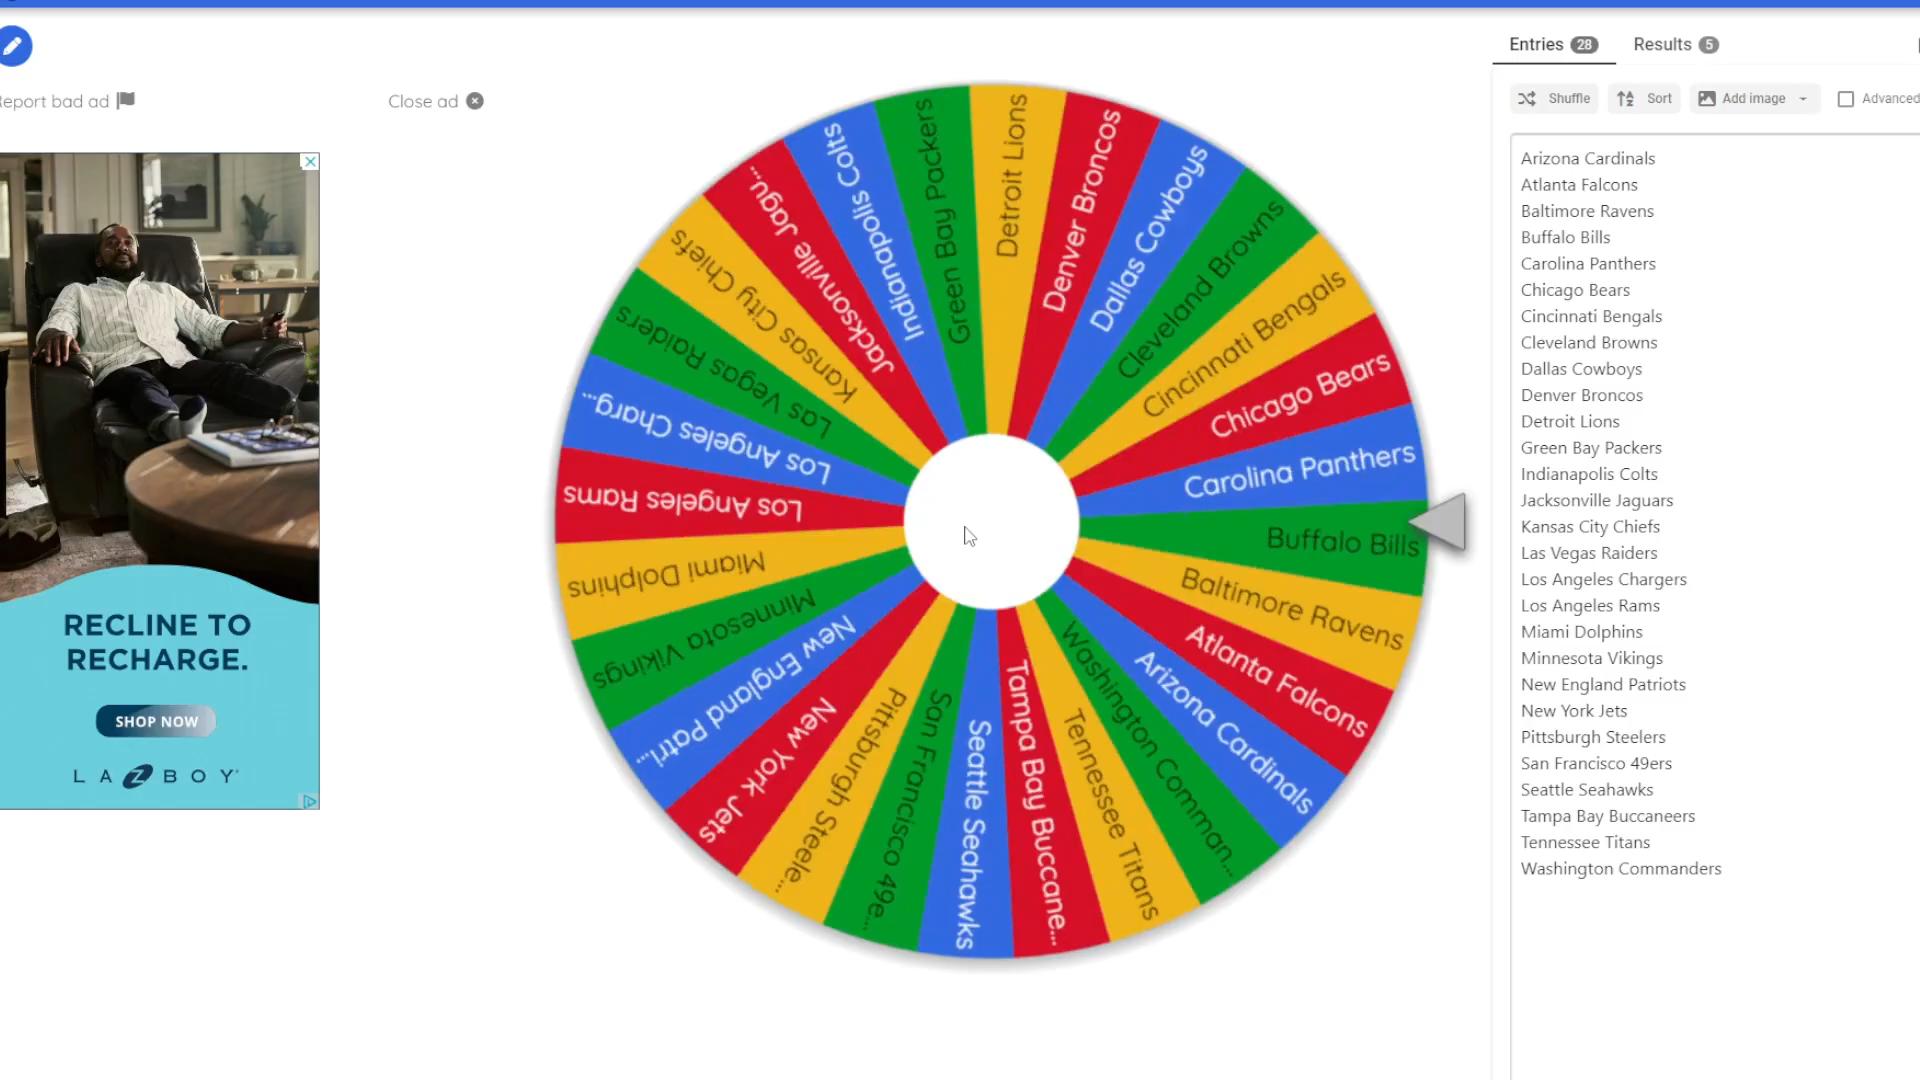 Entries 28
Results 5
Report bad ad
Close ad
Shuffle
Sort
Add image
Advanced
RECLINE TO
RECHARGE.
SHOP NOW
LA Z BOY
Detroit Lions
Denver Broncos
Dallas Cowboys
Cleveland Browns
Cincinnati Bengals
Chicago Bears
Carolina Panthers
Buffalo Bills
Baltimore Ravens
Atlanta Falcons
Arizona Cardinals
Washington Comman...
Tennessee Titans
Tampa Bay Buccane...
Seattle Seahawks
San Francisco 49e...
Pittsburgh Steele...
New York Jets
New England Patri...
Minnesota Vikings
Miami Dolphins
Los Angeles Rams
Los Angeles Charg...
Las Vegas Raiders
Kansas City Chiefs
Jacksonville Jagu...
Indianapolis Colts
Green Bay Packers
Arizona Cardinals
Atlanta Falcons
Baltimore Ravens
Buffalo Bills
Carolina Panthers
Chicago Bears
Cincinnati Bengals
Cleveland Browns
Dallas Cowboys
Denver Broncos
Detroit Lions
Green Bay Packers
Indianapolis Colts
Jacksonville Jaguars
Kansas City Chiefs
Las Vegas Raiders
Los Angeles Chargers
Los Angeles Rams
Miami Dolphins
Minnesota Vikings
New England Patriots
New York Jets
Pittsburgh Steelers
San Francisco 49ers
Seattle Seahawks
Tampa Bay Buccaneers
Tennessee Titans
Washington Commanders